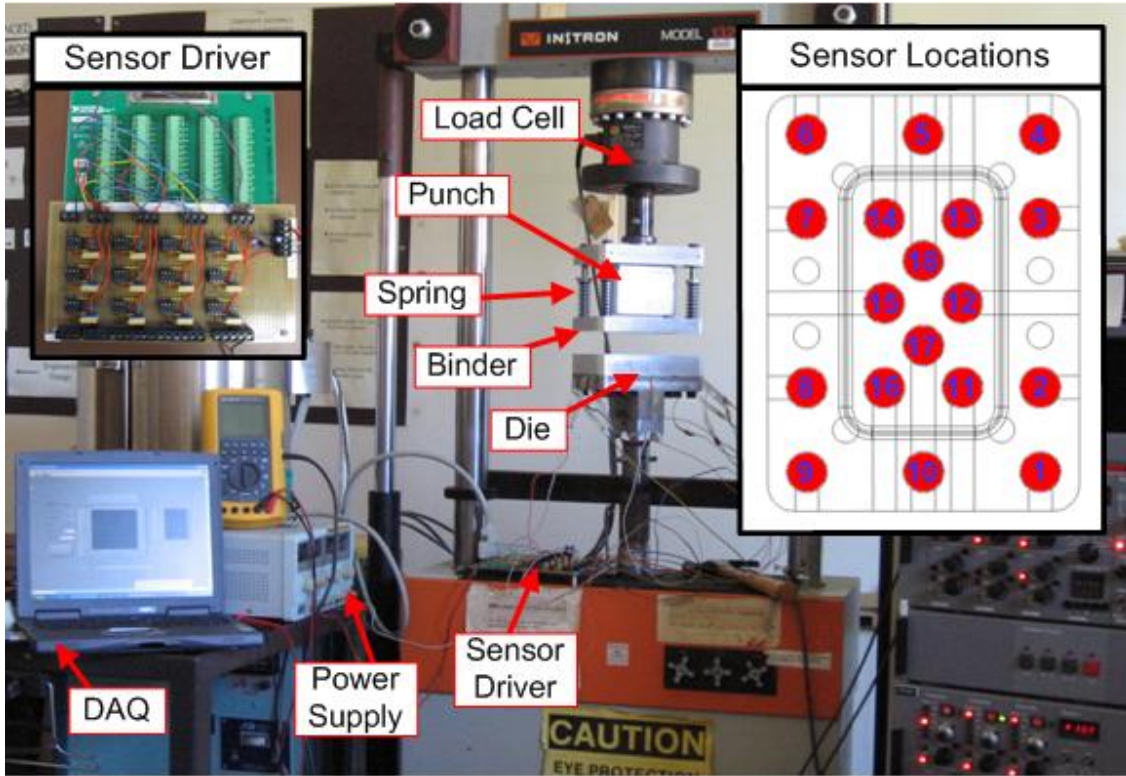 Sensor Driver
INSTRON
MODEL
Sensor Locations
Load Cell
Punch
Spring
Binder
Die
6
5
4
7
14
13
3
18
15
12
17
8
16
11
2
9
10
1
DAQ
Power
Supply
Sensor
Driver
CAUTION
EYE PROTECTION